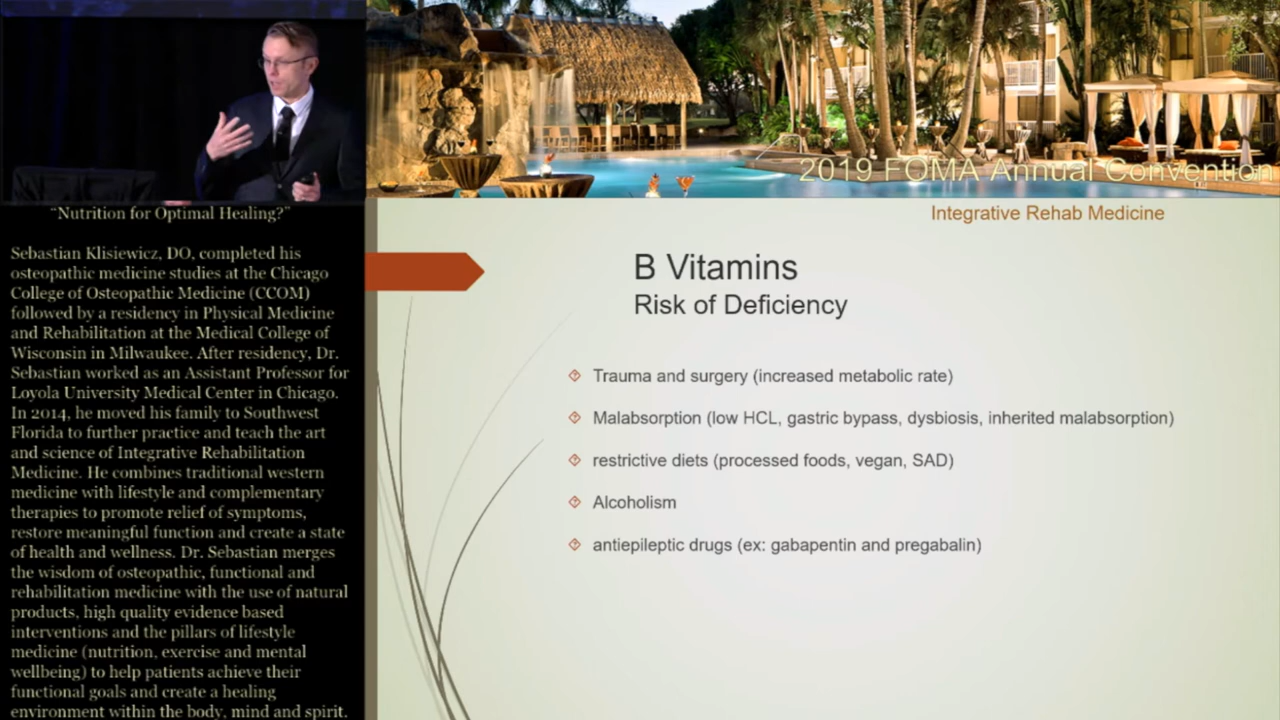 2019 FOMA Annual Convention
"Nutrition for Optimal Healing?"
Sebastian Klisiewicz, DO, completed his
osteopathic medicine studies at the Chicago
College of Osteopathic Medicine (CCOM)
followed by a residency in Physical Medicine
and Rehabilitation at the Medical College of
Wisconsin in Milwaukee. After residency, Dr.
Sebastian worked as an Assistant Professor for
Loyola University Medical Center in Chicago.
In 2014, he moved his family to Southwest
Florida to further practice and teach the art
and science of Integrative Rehabilitation
Medicine. He combines traditional western
medicine with lifestyle and complementary
therapies to promote relief of symptoms,
restore meaningful function and create a state
of health and wellness. Dr. Sebastian merges
the wisdom of osteopathic, functional and
rehabilitation medicine with the use of natural
products, high quality evidence based
interventions and the pillars of lifestyle
medicine (nutrition, exercise and mental
wellbeing) to help patients achieve their
functional goals and create a healing
environment within the body, mind and spirit.
Integrative Rehab Medicine
B Vitamins
Risk of Deficiency
Trauma and surgery (increased metabolic rate)
Malabsorption (low HCL, gastric bypass, dysbiosis, inherited malabsorption)
restrictive diets (processed foods, vegan, SAD)
Alcoholism
antiepileptic drugs (ex: gabapentin and pregabalin)